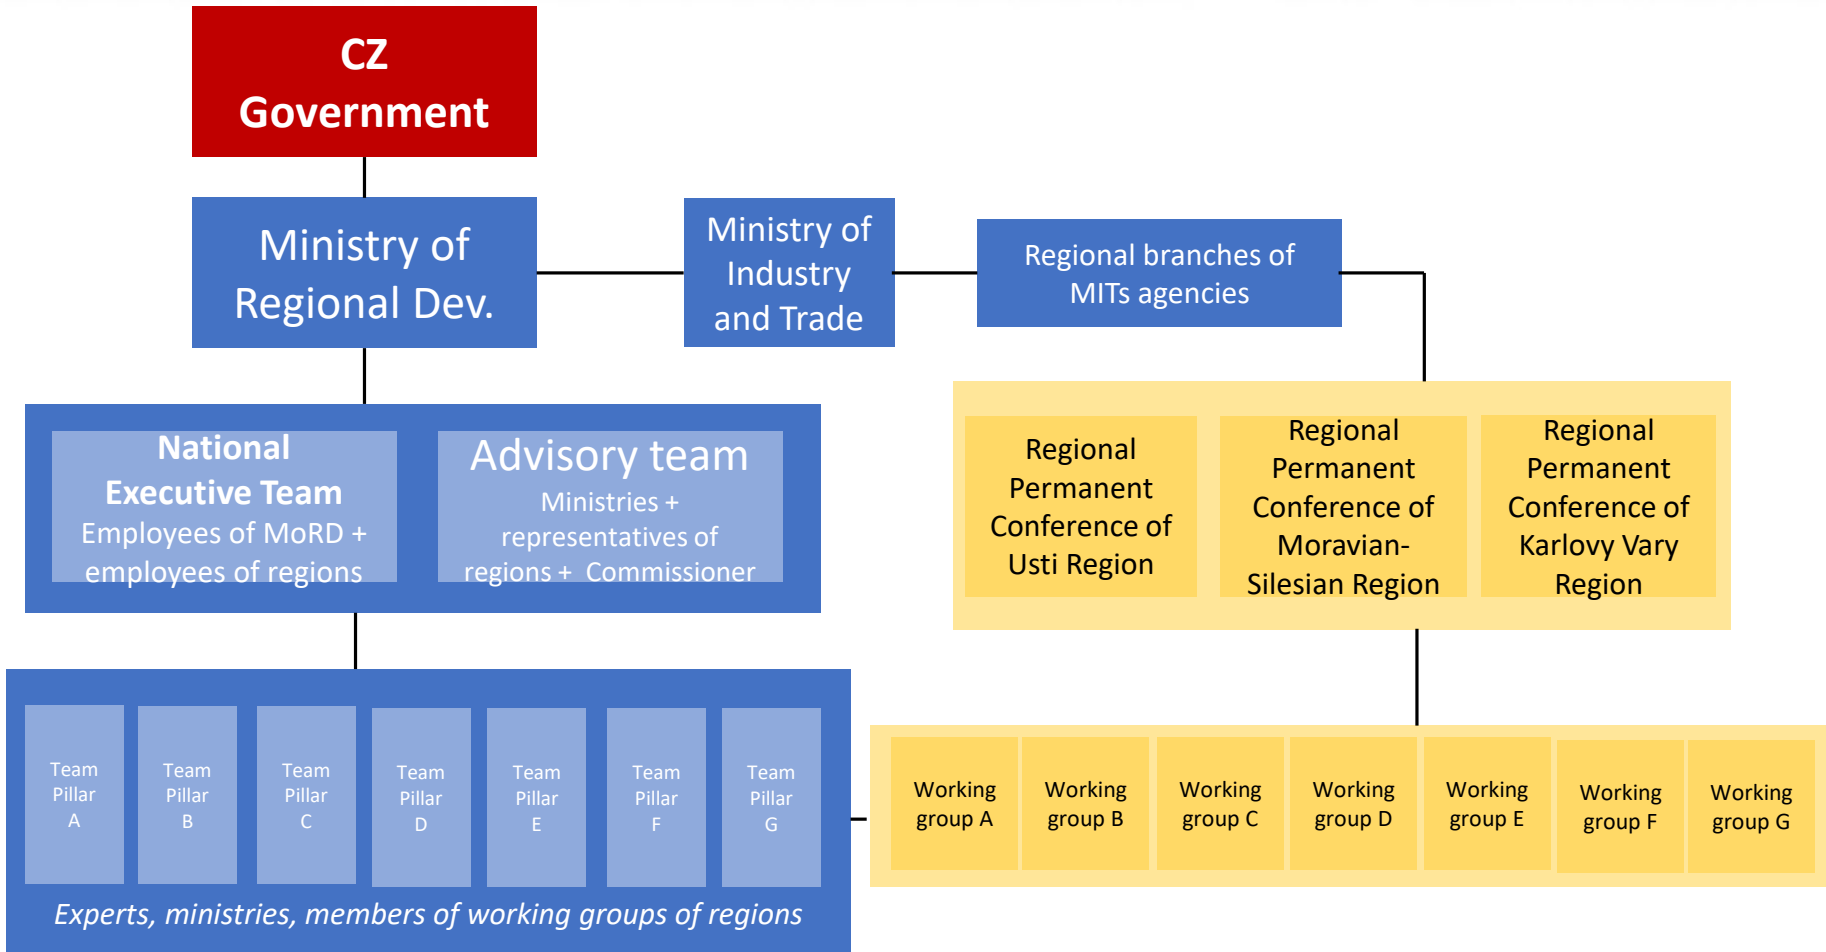 CZ
Government
Ministry of
Regional Dev.
Ministry of
Industry
and Trade
Regional branches of
MITs agencies
National
Executive Team
Employees of MoRD +
employees of regions
Advisory team
Ministries +
representatives of
regions + Commissioner
Regional
Permanent
Conference of
Usti Region
Regional
Permanent
Conference of
Moravian-
Silesian Region
Regional
Permanent
Conference of
Karlovy Vary
Region
Team
Pillar
A
Team
Pillar
B
Team
Pillar
C
Team
Pillar
D
Team
Pillar
E
Team
Pillar
F
Team
Pillar
G
Experts, ministries, members of working groups of regions
Working
group A
Working
group B
Working
group C
Working
group D
Working
group E
Working
group F
Working
group G